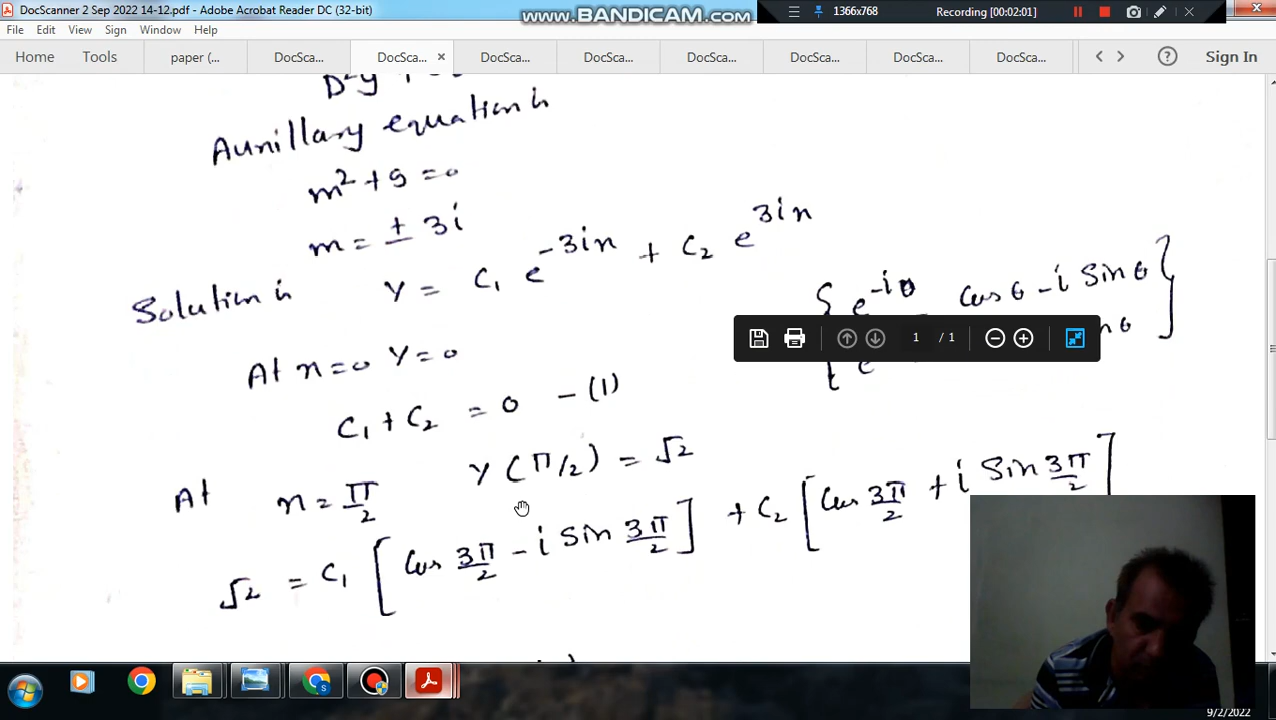 DocScanner 2 Sep 2022 14-12.pdf - Adobe Acrobat Reader DC (32-bit)
www.BANDICAM.com
1366x768
Recording [00:02:01]
File Edit View Sign Window Help
Home Tools paper (... DocSca... DocSca... DocSca... DocSca... DocSca... DocSca... DocSca... DocSca... Sign In
D²y
Auxillary equation is
m² + 9 = 0
m = ± 3i
Solution is y = C₁ e^-3ix + C₂ e^3ix
{ e^-iθ cos θ - i Sin θ }
1 / 1
At x=0 y=0
C₁ + C₂ = 0 - (1)
At x = π/2 y(π/2) = √2
√2 = C₁ [Cos 3π/2 - i Sin 3π/2] + C₂ [Cos 3π/2 + i Sin 3π/2]
9/2/2022